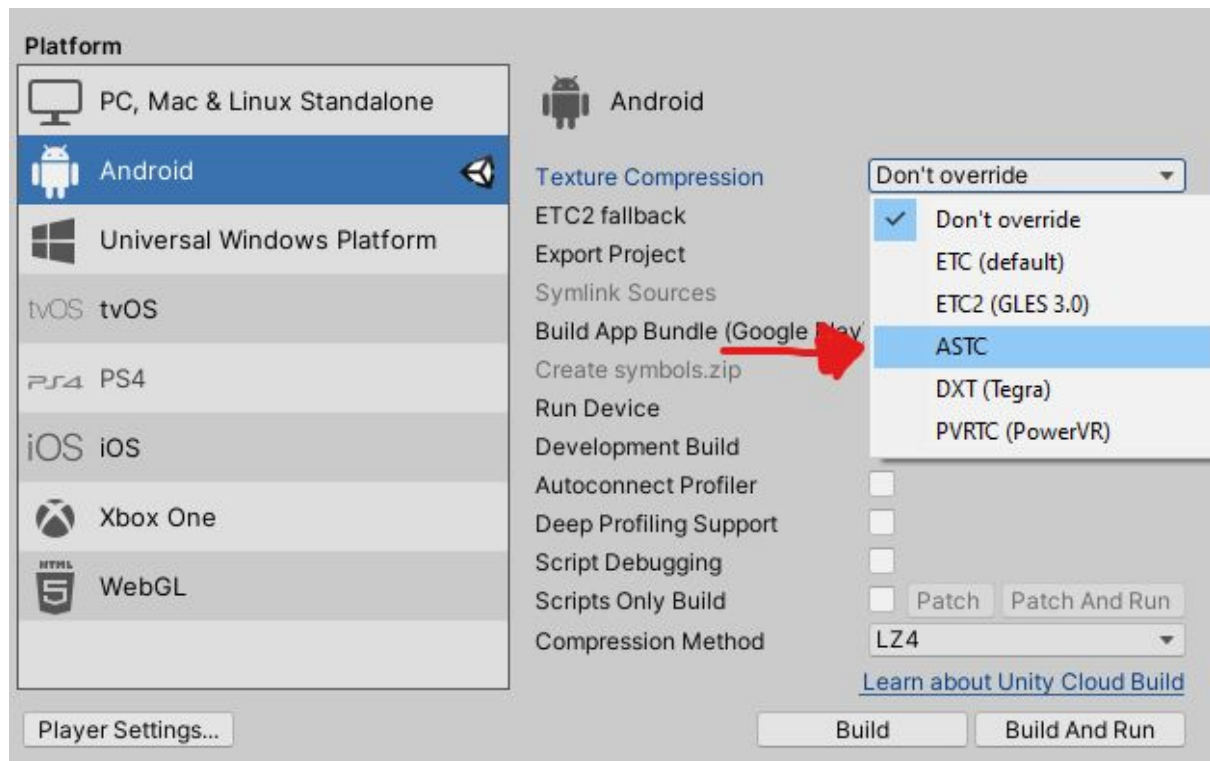 Platform
PC, Mac & Linux Standalone
Android
Universal Windows Platform
tvOS tvOS
PS4 PS4
iOS iOS
Xbox One
HTML 5 WebGL
Android
Texture Compression Don't override
ETC2 fallback
Export Project
Symlink Sources
Build App Bundle (Google Play
Create symbols.zip
Run Device
Development Build
Autoconnect Profiler
Deep Profiling Support
Script Debugging
Scripts Only Build Patch Patch And Run
Compression Method LZ4
Don't override
ETC (default)
ETC2 (GLES 3.0)
ASTC
DXT (Tegra)
PVRTC (PowerVR)
Learn about Unity Cloud Build
Player Settings... Build Build And Run